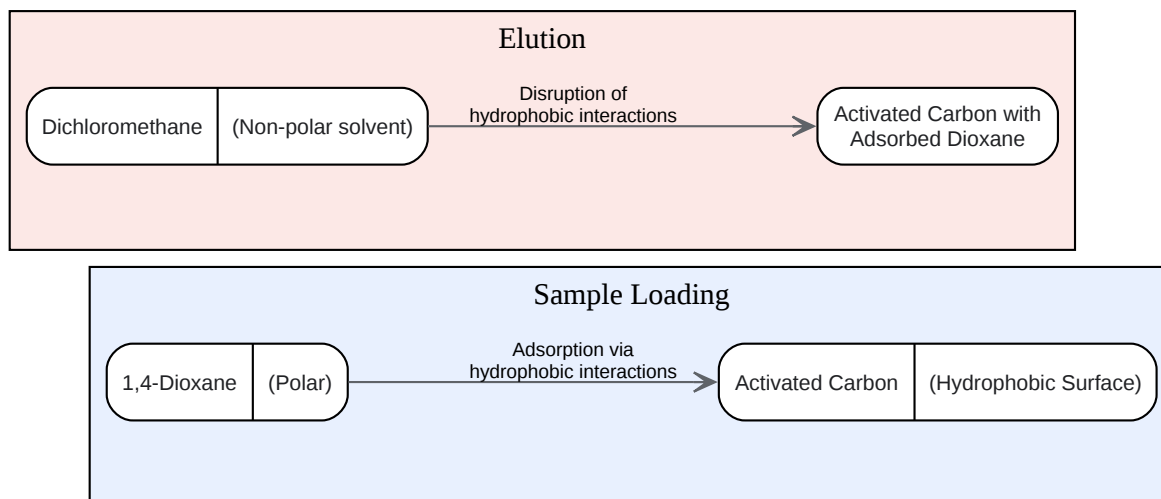 Elution
Dichloromethane
(Non-polar solvent)
Disruption of
hydrophobic interactions
Activated Carbon with
Adsorbed Dioxane
Sample Loading
1,4-Dioxane
(Polar)
Adsorption via
hydrophobic interactions
Activated Carbon
(Hydrophobic Surface)